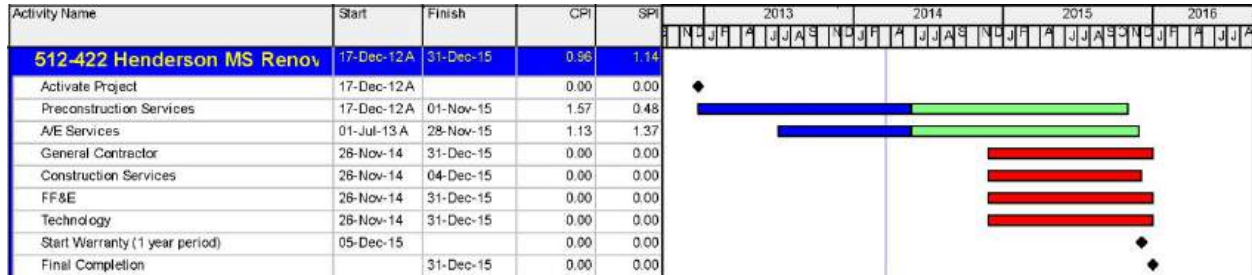 Activity Name Start Finish CPI SPI 2013 2014 2015 2016
N D J F A J J A S N D J F A J J A S N D J F A J J A S O N D J F A J J A
512-422 Henderson MS Renov 17-Dec-12 A 31-Dec-15 0.96 1.14
Activate Project 17-Dec-12 A 0.00 0.00
Preconstruction Services 17-Dec-12 A 01-Nov-15 1.57 0.48
A/E Services 01-Jul-13 A 28-Nov-15 1.13 1.37
General Contractor 26-Nov-14 31-Dec-15 0.00 0.00
Construction Services 26-Nov-14 04-Dec-15 0.00 0.00
FF&E 26-Nov-14 31-Dec-15 0.00 0.00
Technology 26-Nov-14 31-Dec-15 0.00 0.00
Start Warranty (1 year period) 05-Dec-15 0.00 0.00
Final Completion 31-Dec-15 0.00 0.00